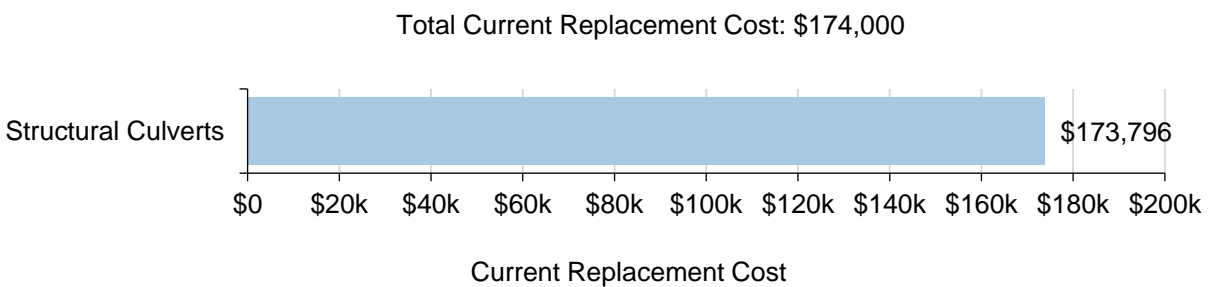 Total Current Replacement Cost: $174,000
Structural Culverts
$173,796
$0 $20k $40k $60k $80k $100k $120k $140k $160k $180k $200k
Current Replacement Cost